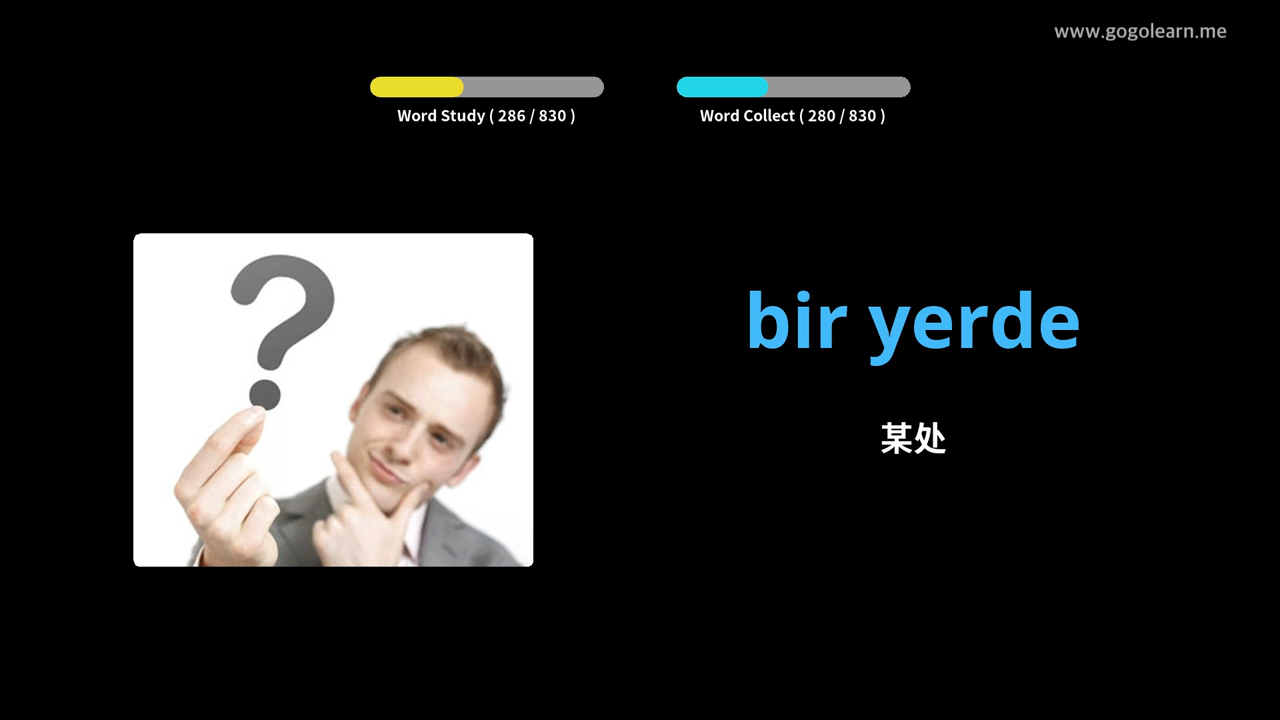 www.gogolearn.me
Word Study ( 286 / 830 )
Word Collect ( 280 / 830 )
?
bir yerde
某处